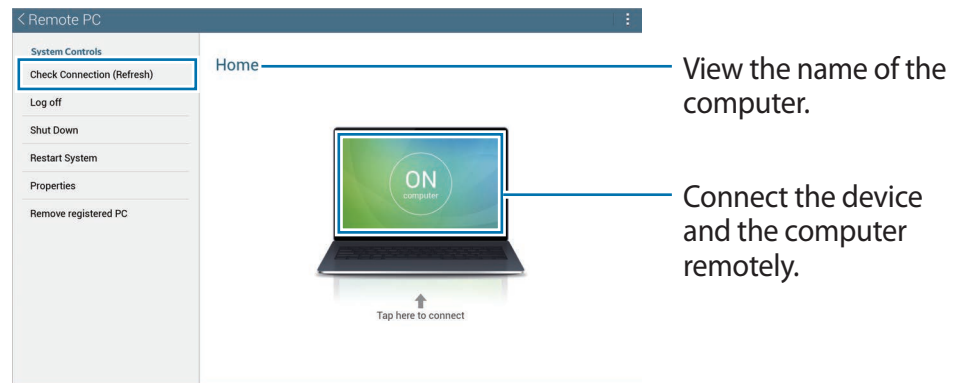 Remote PC
System Controls
Check Connection (Refresh)
Log off
Shut Down
Restart System
Properties
Remove registered PC
Home
ON
computer
Tap here to connect
View the name of the
computer.
Connect the device
and the computer
remotely.